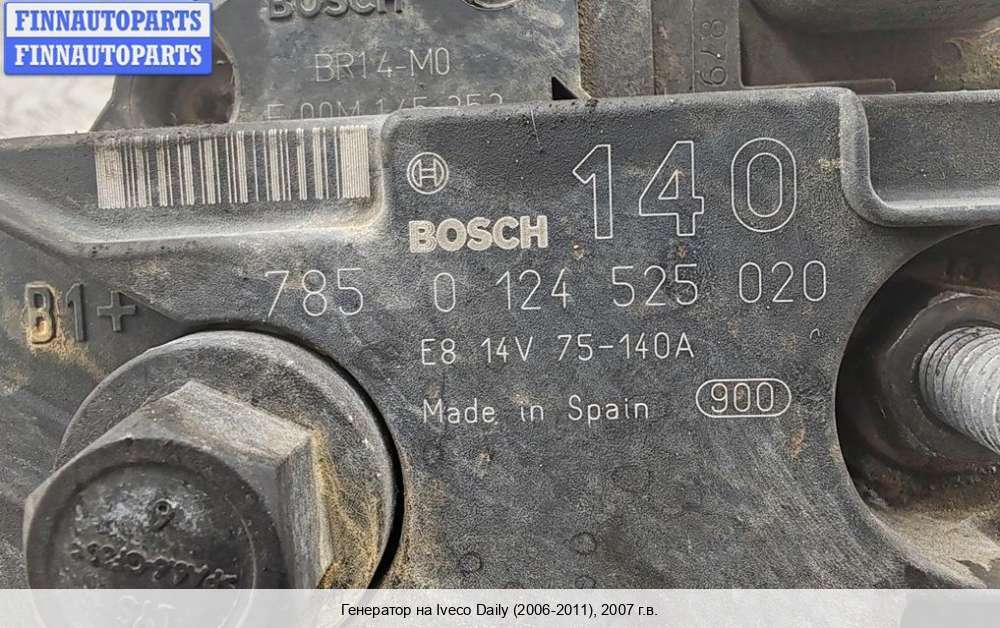 FINNAUTOPARTS
FINNAUTOPARTS
BOSCH
BR14-M0
140
BOSCH
B1+
785 0 124 525 020
E8 14V 75-140A
Made in Spain 900
Генератор на Iveco Daily (2006-2011), 2007 г.в.